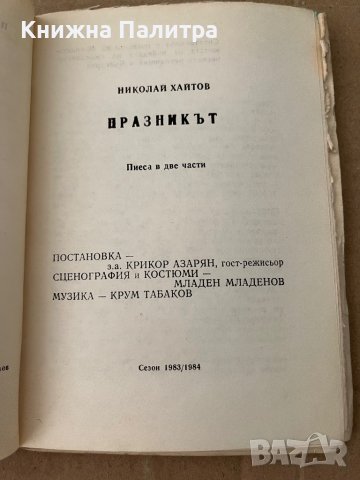 Книжна Палитра
НИКОЛАЙ ХАЙТОВ
ПРАЗНИКЪТ
Пиеса в две части
ПОСТАНОВКА —
з.а. КРИКОР АЗАРЯН, гост-режисьор
СЦЕНОГРАФИЯ и КОСТЮМИ —
МЛАДЕН МЛАДЕНОВ
МУЗИКА — КРУМ ТАБАКОВ
Сезон 1983/1984
BAZAR